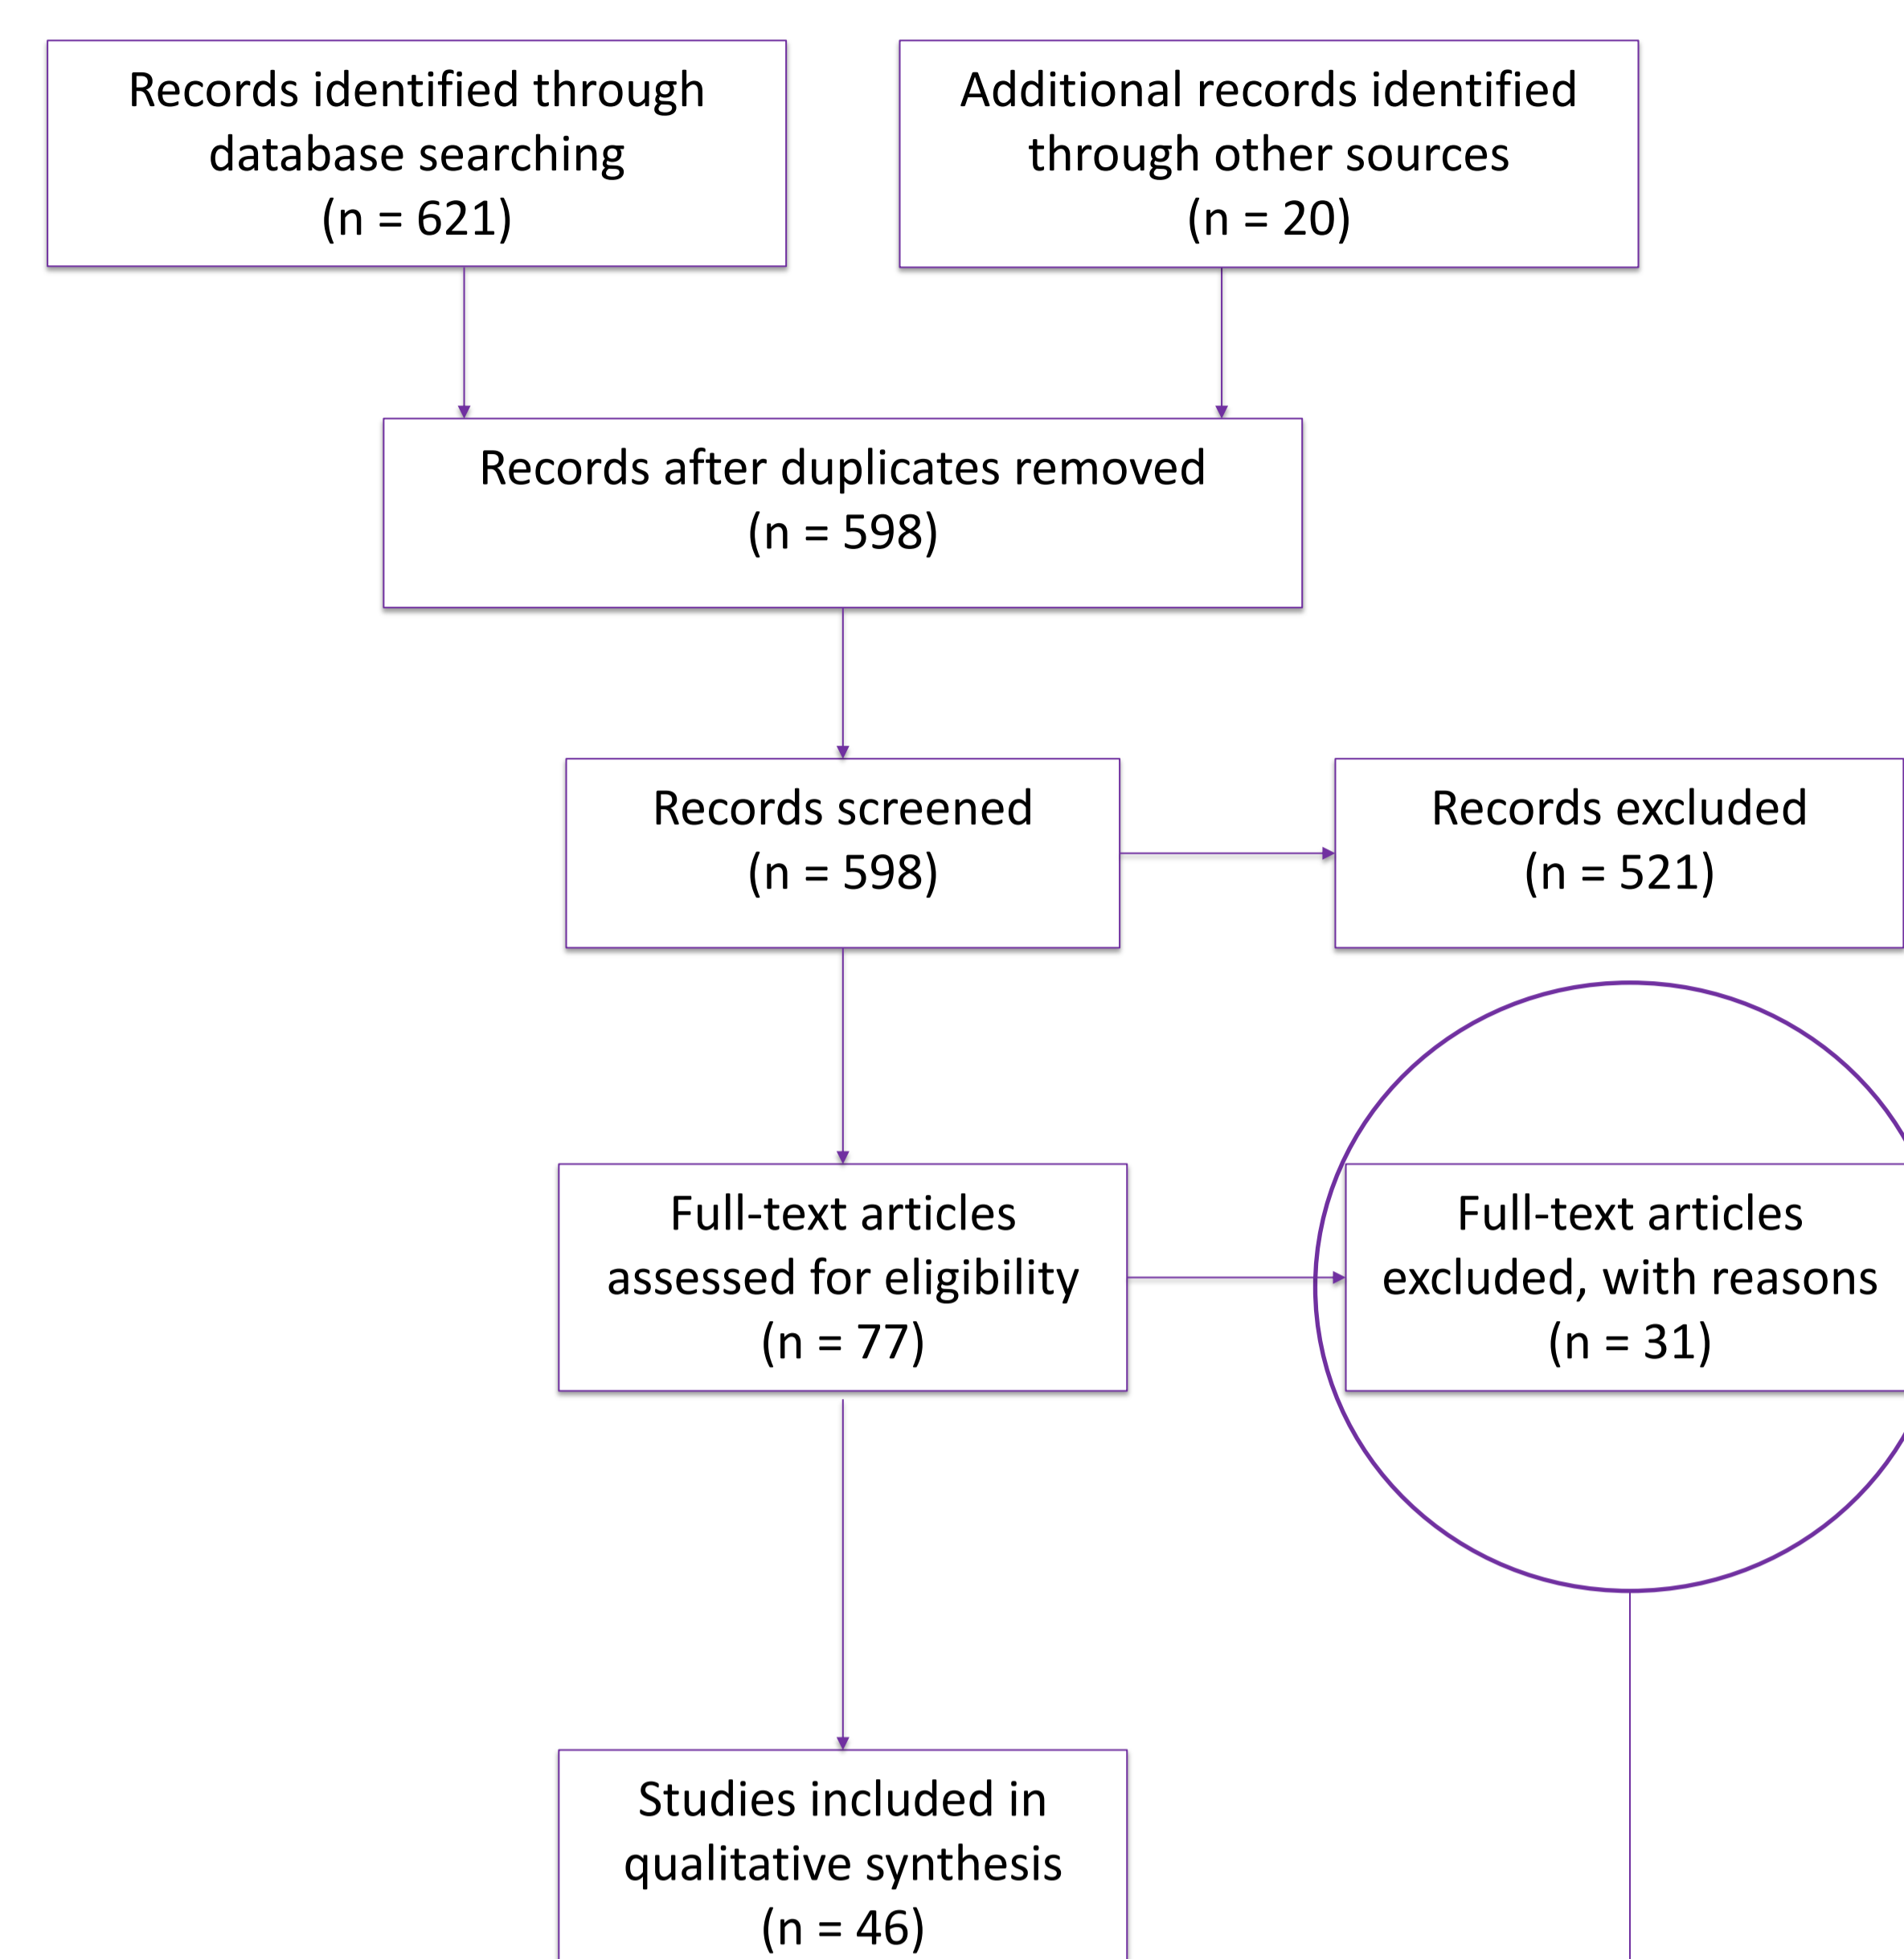 Records identified through
database searching
(n = 621)
Additional records identified
through other sources
(n = 20)
Records after duplicates removed
(n = 598)
Records screened
(n = 598)
Records excluded
(n = 521)
Full-text articles
assessed for eligibility
(n = 77)
Full-text articles
excluded, with reasons
(n = 31)
Studies included in
qualitative synthesis
(n = 46)